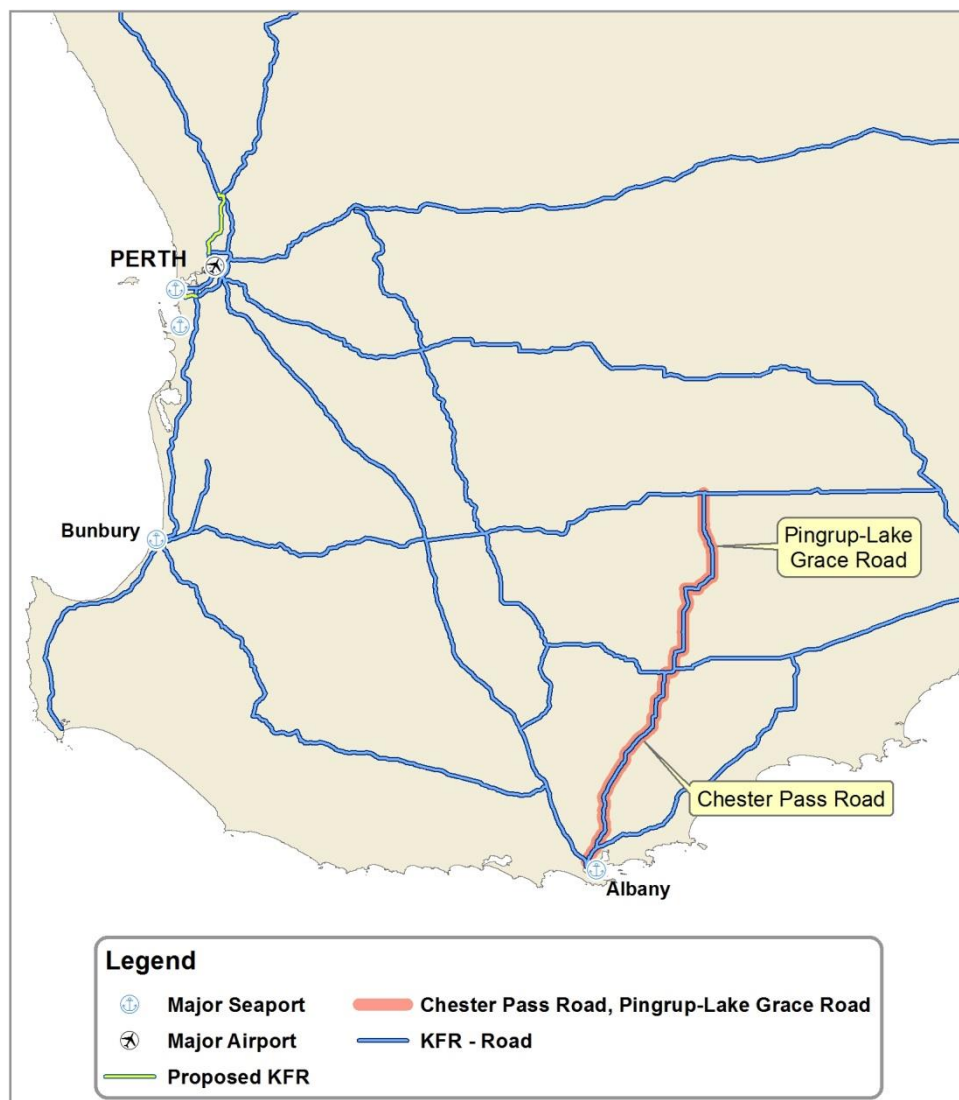 PERTH
Bunbury
Pingrup-Lake
Grace Road
Chester Pass Road
Albany
Legend
Major Seaport
Chester Pass Road, Pingrup-Lake Grace Road
Major Airport
KFR - Road
Proposed KFR